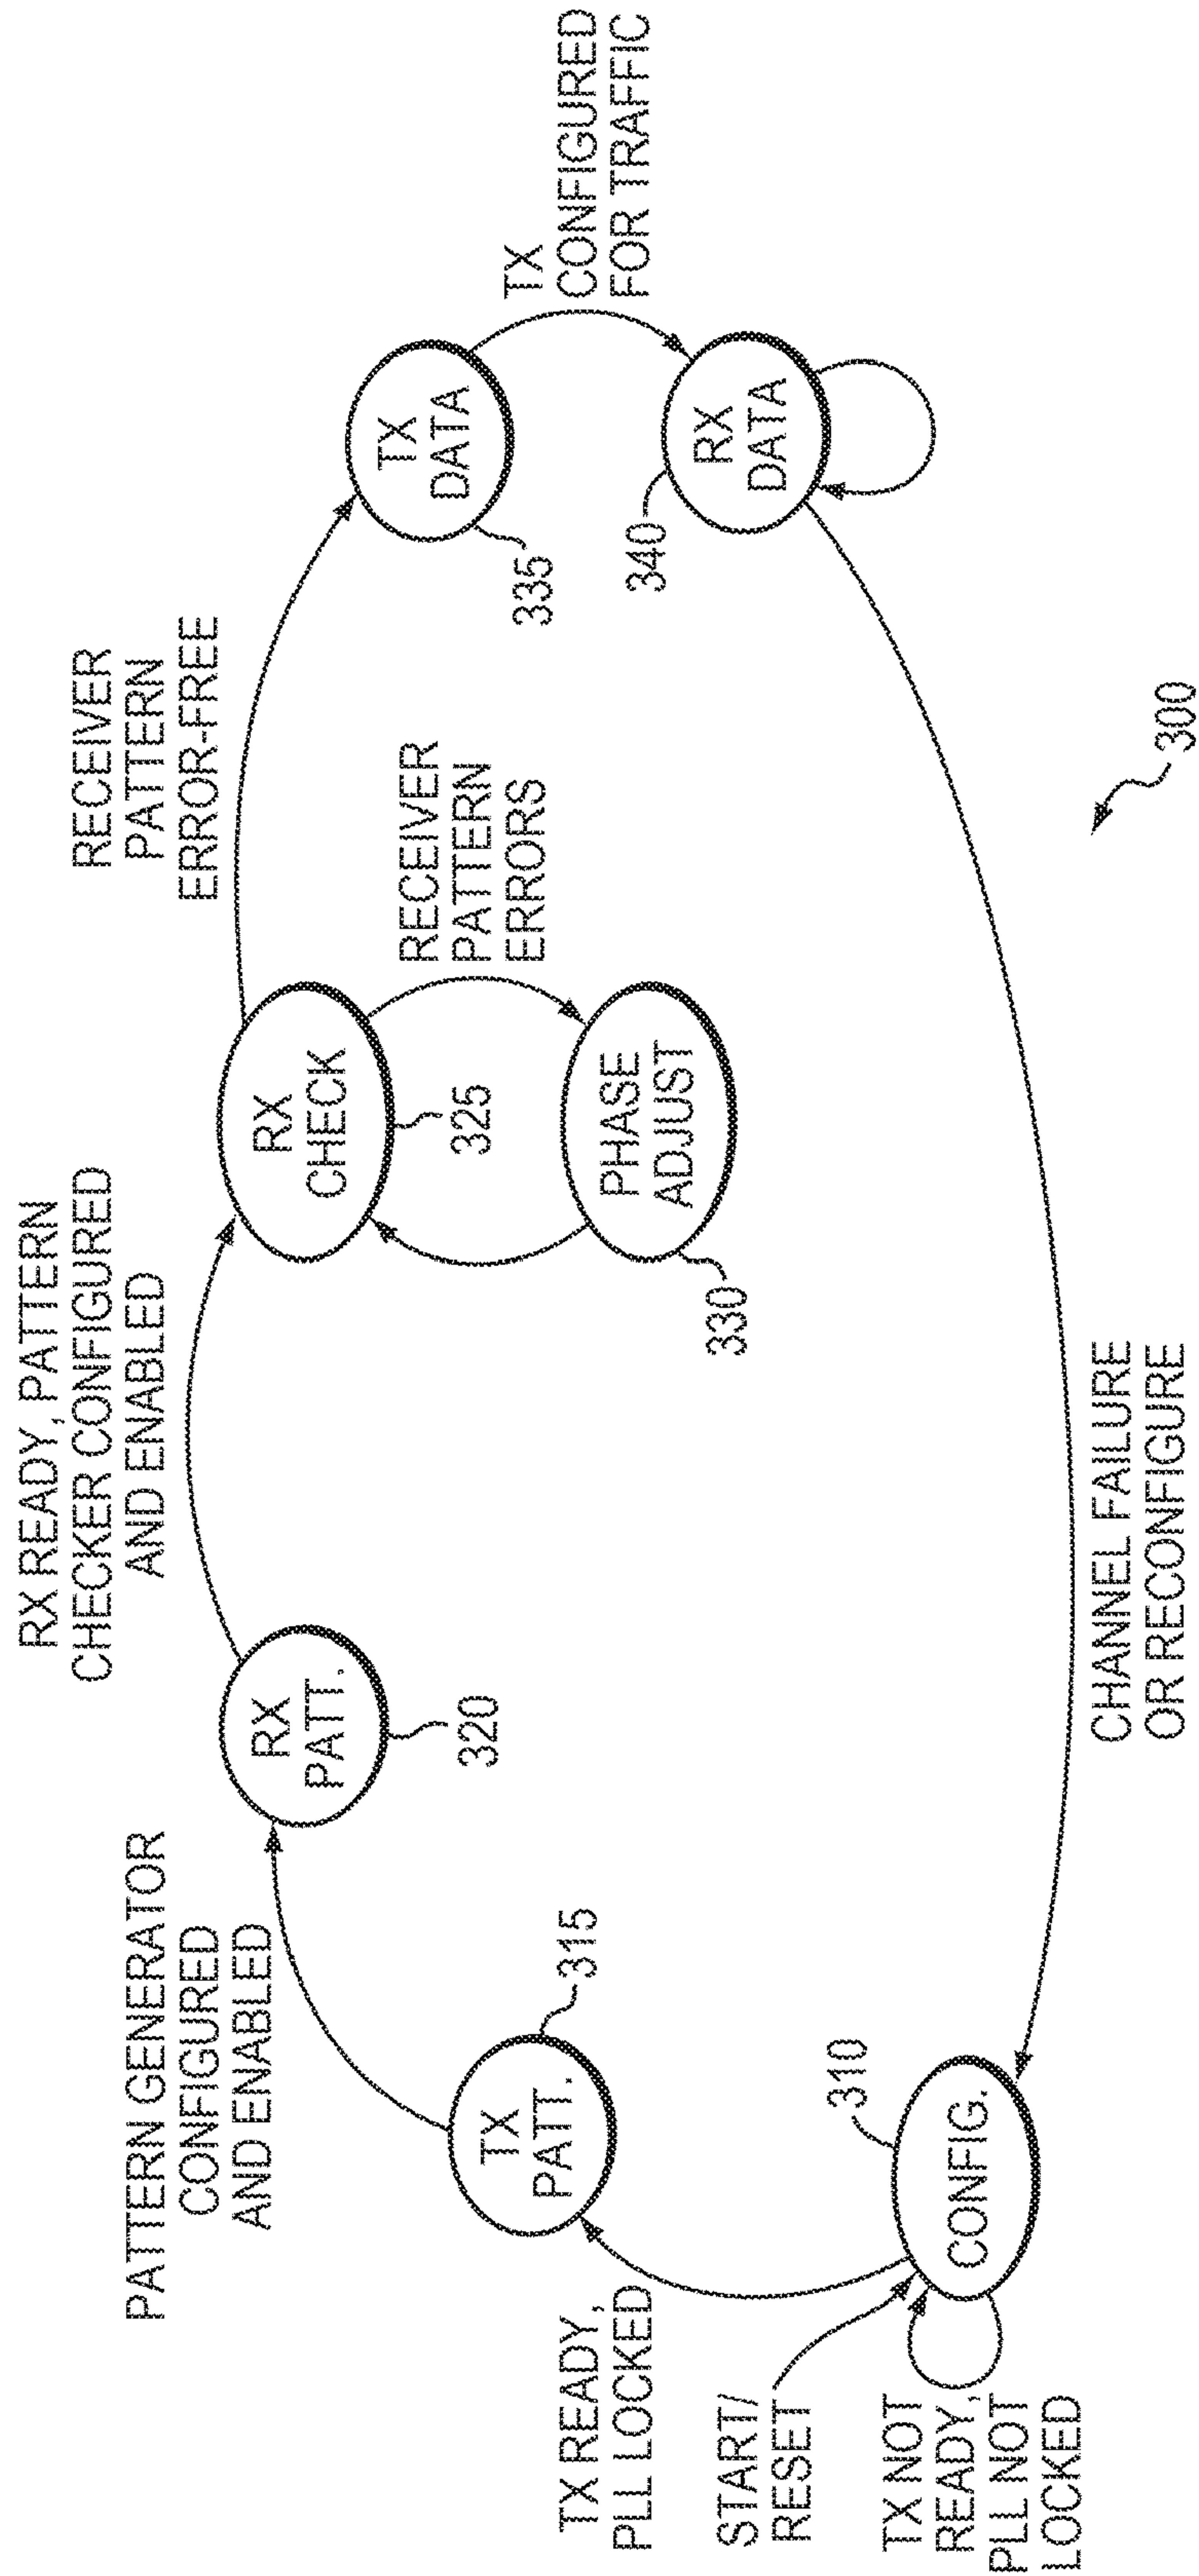 TX NOT
READY,
PLL NOT
LOCKED
START/
RESET
TX READY,
PLL LOCKED
CONFIG.
310
TX
PATT.
315
PATTERN GENERATOR
CONFIGURED
AND ENABLED
RX
PATT.
320
RX READY, PATTERN
CHECKER CONFIGURED
AND ENABLED
RX
CHECK
325
RECEIVER
PATTERN
ERRORS
PHASE
ADJUST
330
RECEIVER
PATTERN
ERROR-FREE
TX
DATA
335
TX
CONFIGURED
FOR TRAFFIC
RX
DATA
340
CHANNEL FAILURE
OR RECONFIGURE
300